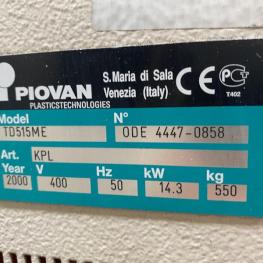 PIOVAN
PLASTICSTECHNOLOGIES
S. Maria di Sala
Venezia (Italy)
CE
PC
T402
Model N°
TD515ME ODE 4447-0858
Art. KPL
Year V Hz kW kg
2000 400 50 14.3 550